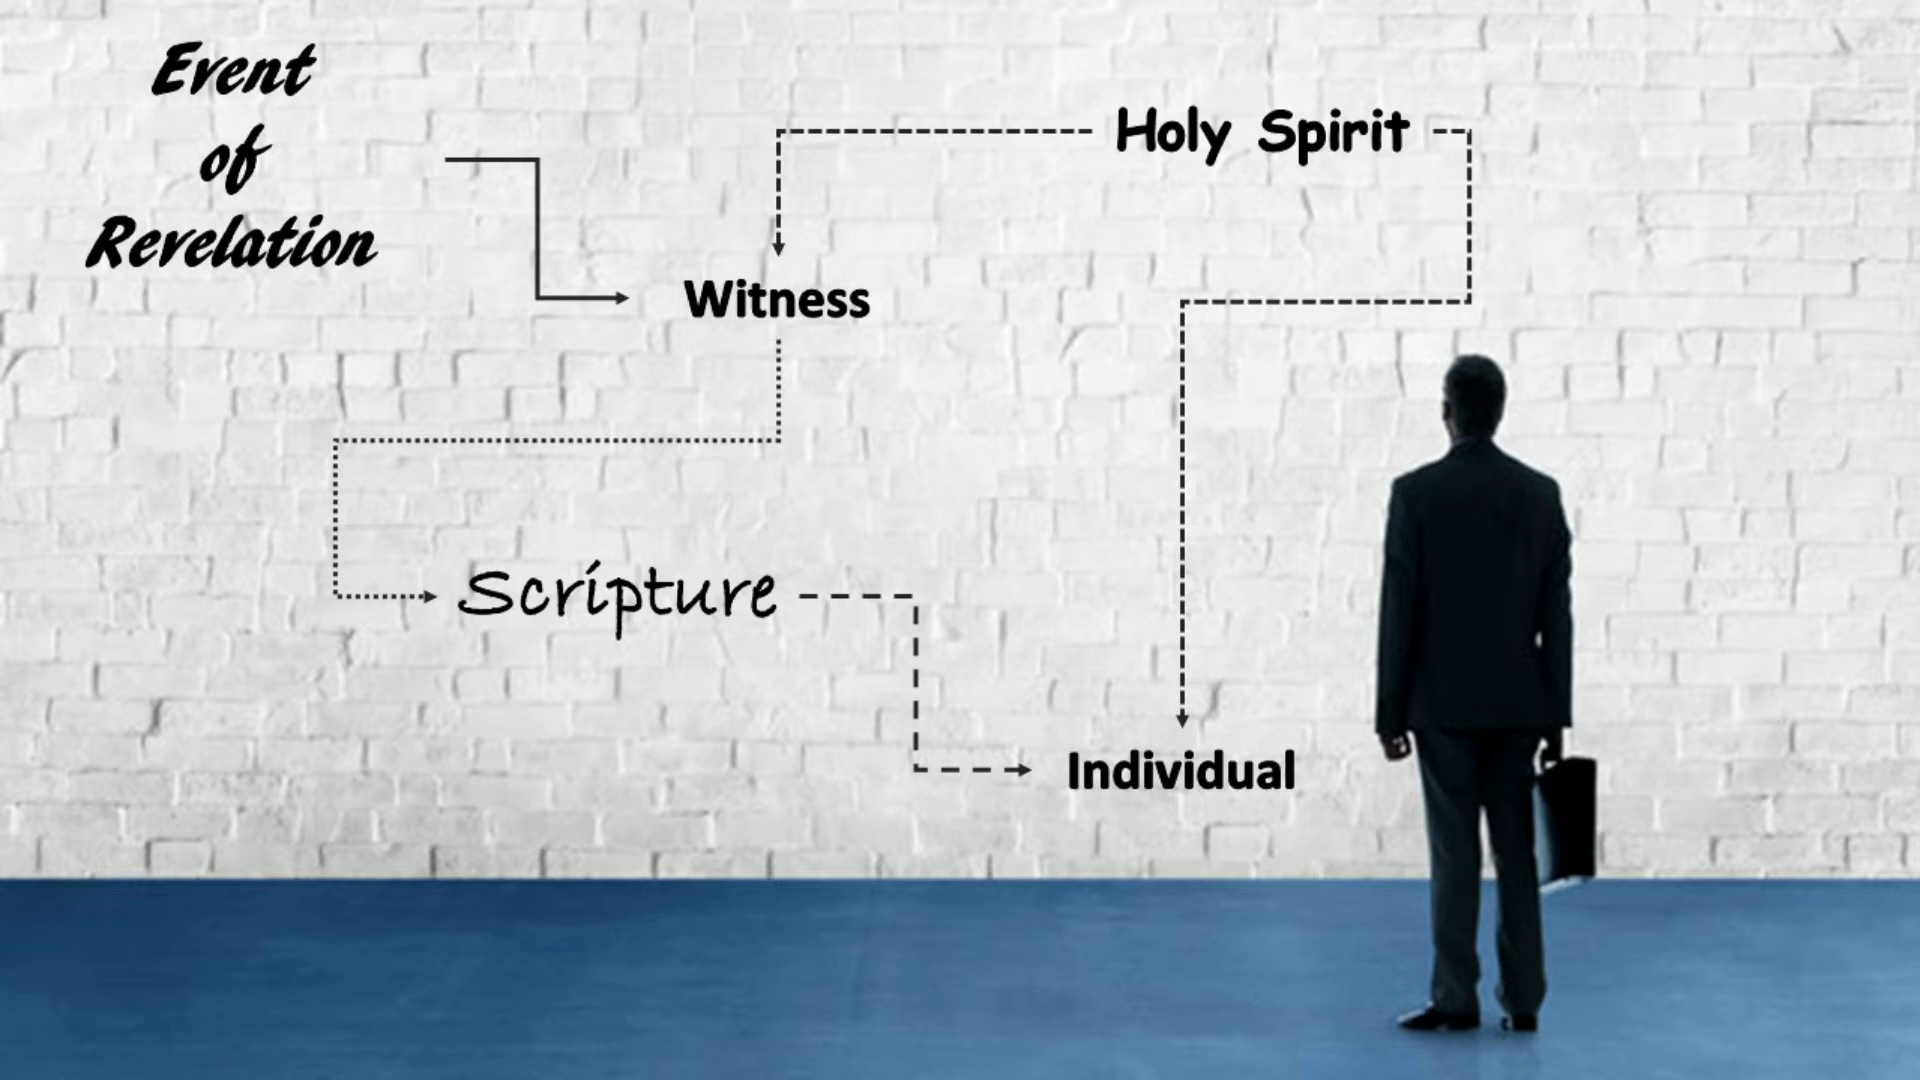 Event
of
Revelation
Holy Spirit
Witness
Scripture
Individual